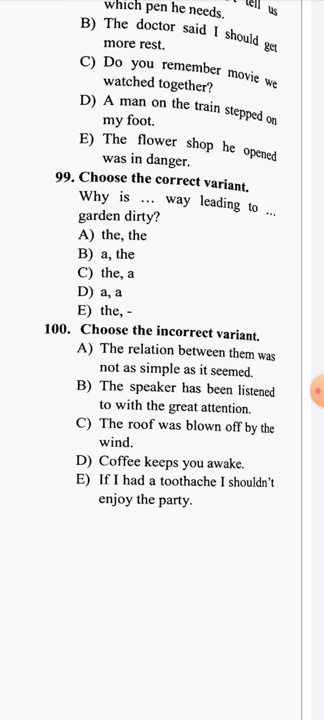 tell us
which pen he needs.
B) The doctor said I should get
more rest.
C) Do you remember movie we
watched together?
D) A man on the train stepped on
my foot.
E) The flower shop he opened
was in danger.
99. Choose the correct variant.
Why is ... way leading to ...
garden dirty?
A) the, the
B) a, the
C) the, a
D) a, a
E) the, -
100. Choose the incorrect variant.
A) The relation between them was
not as simple as it seemed.
B) The speaker has been listened
to with the great attention.
C) The roof was blown off by the
wind.
D) Coffee keeps you awake.
E) If I had a toothache I shouldn't
enjoy the party.